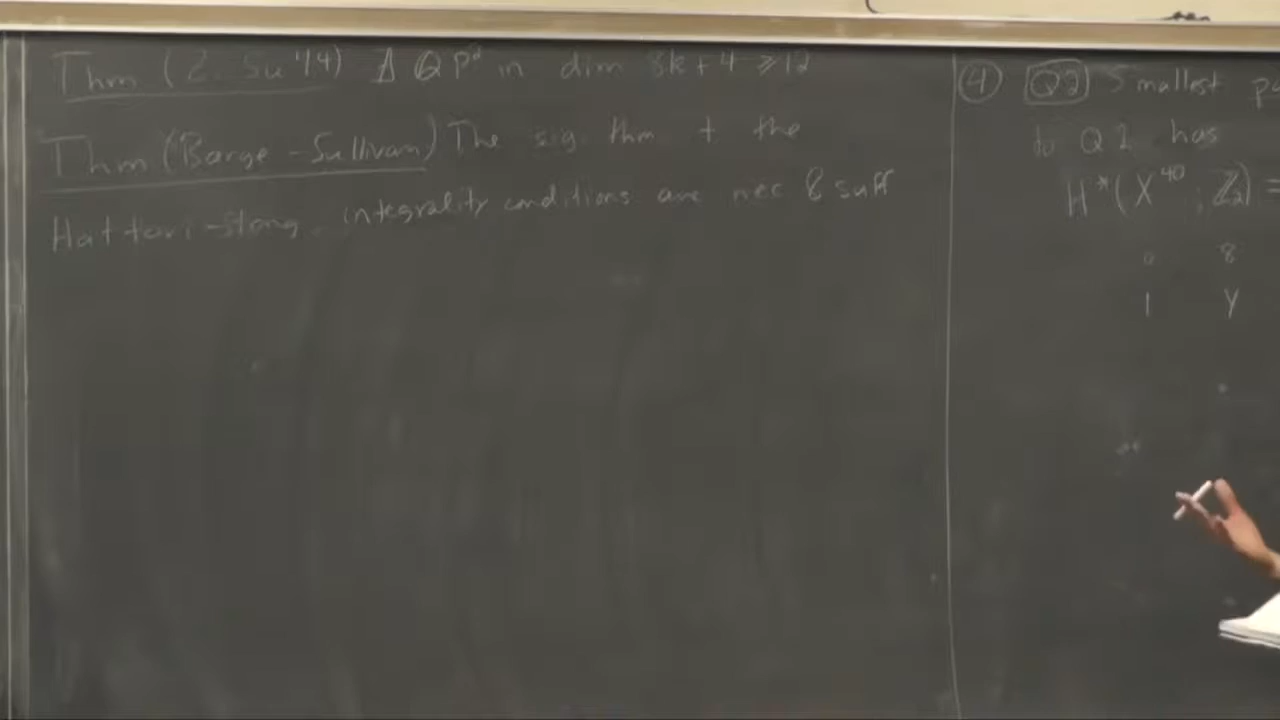 Thm (Z. Su '14) ∄ QP² in dim 8k+4 ≥ 12
Thm (Barge-Sullivan) The sig. thm + the
Hattori-Stong integrality conditions are nec & suff
④ Q2 Smallest
to Q2 has
H*(X⁴⁰; Z₂) =
0 8
1 y